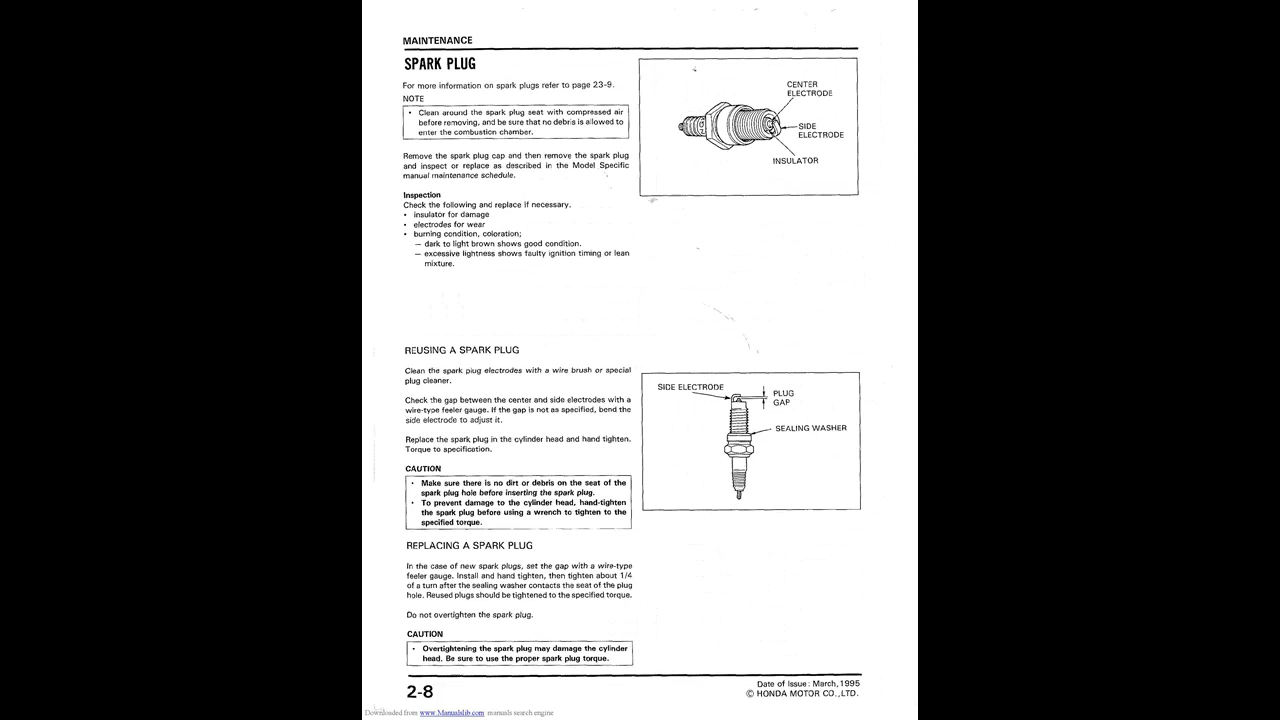 MAINTENANCE
SPARK PLUG
For more information on spark plugs refer to page 23-9.
NOTE
• Clean around the spark plug seat with compressed air
before removing, and be sure that no debris is allowed to
enter the combustion chamber.
Remove the spark plug cap and then remove the spark plug
and inspect or replace as described in the Model Specific
manual maintenance schedule.
Inspection
Check the following and replace if necessary.
• insulator for damage
• electrodes for wear
• burning condition, coloration;
— dark to light brown shows good condition.
— excessive lightness shows faulty ignition timing or lean
mixture.
CENTER
ELECTRODE
SIDE
ELECTRODE
INSULATOR
REUSING A SPARK PLUG
Clean the spark plug electrodes with a wire brush or special
plug cleaner.
Check the gap between the center and side electrodes with a
wire-type feeler gauge. If the gap is not as specified, bend the
side electrode to adjust it.
Replace the spark plug in the cylinder head and hand tighten.
Torque to specification.
CAUTION
• Make sure there is no dirt or debris on the seat of the
spark plug hole before inserting the spark plug.
• To prevent damage to the cylinder head, hand-tighten
the spark plug before using a wrench to tighten to the
specified torque.
SIDE ELECTRODE
PLUG
GAP
SEALING WASHER
REPLACING A SPARK PLUG
In the case of new spark plugs, set the gap with a wire-type
feeler gauge. Install and hand tighten, then tighten about 1/4
of a turn after the sealing washer contacts the seat of the plug
hole. Reused plugs should be tightened to the specified torque.
Do not overtighten the spark plug.
CAUTION
• Overtightening the spark plug may damage the cylinder
head. Be sure to use the proper spark plug torque.
2-8
Date of Issue: March, 1995
© HONDA MOTOR CO., LTD.
Downloaded from www.Manualslib.com manuals search engine